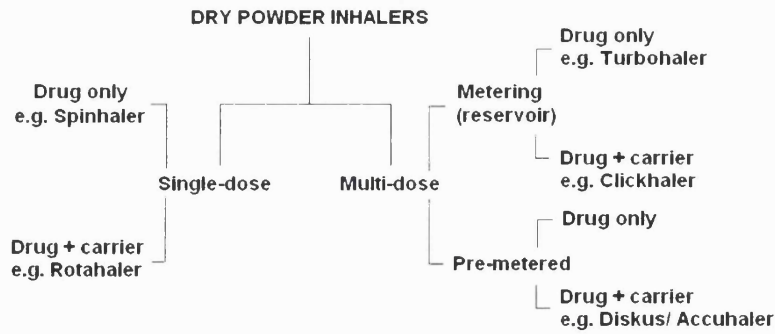 DRY POWDER INHALERS
Drug only
e.g. Spinhaler
Drug + carrier
e.g. Rotahaler
Single-dose
Multi-dose
Metering
(reservoir)
Drug only
e.g. Turbohaler
Drug + carrier
e.g. Clickhaler
Pre-metered
Drug only
Drug + carrier
e.g. Diskus/ Accuhaler